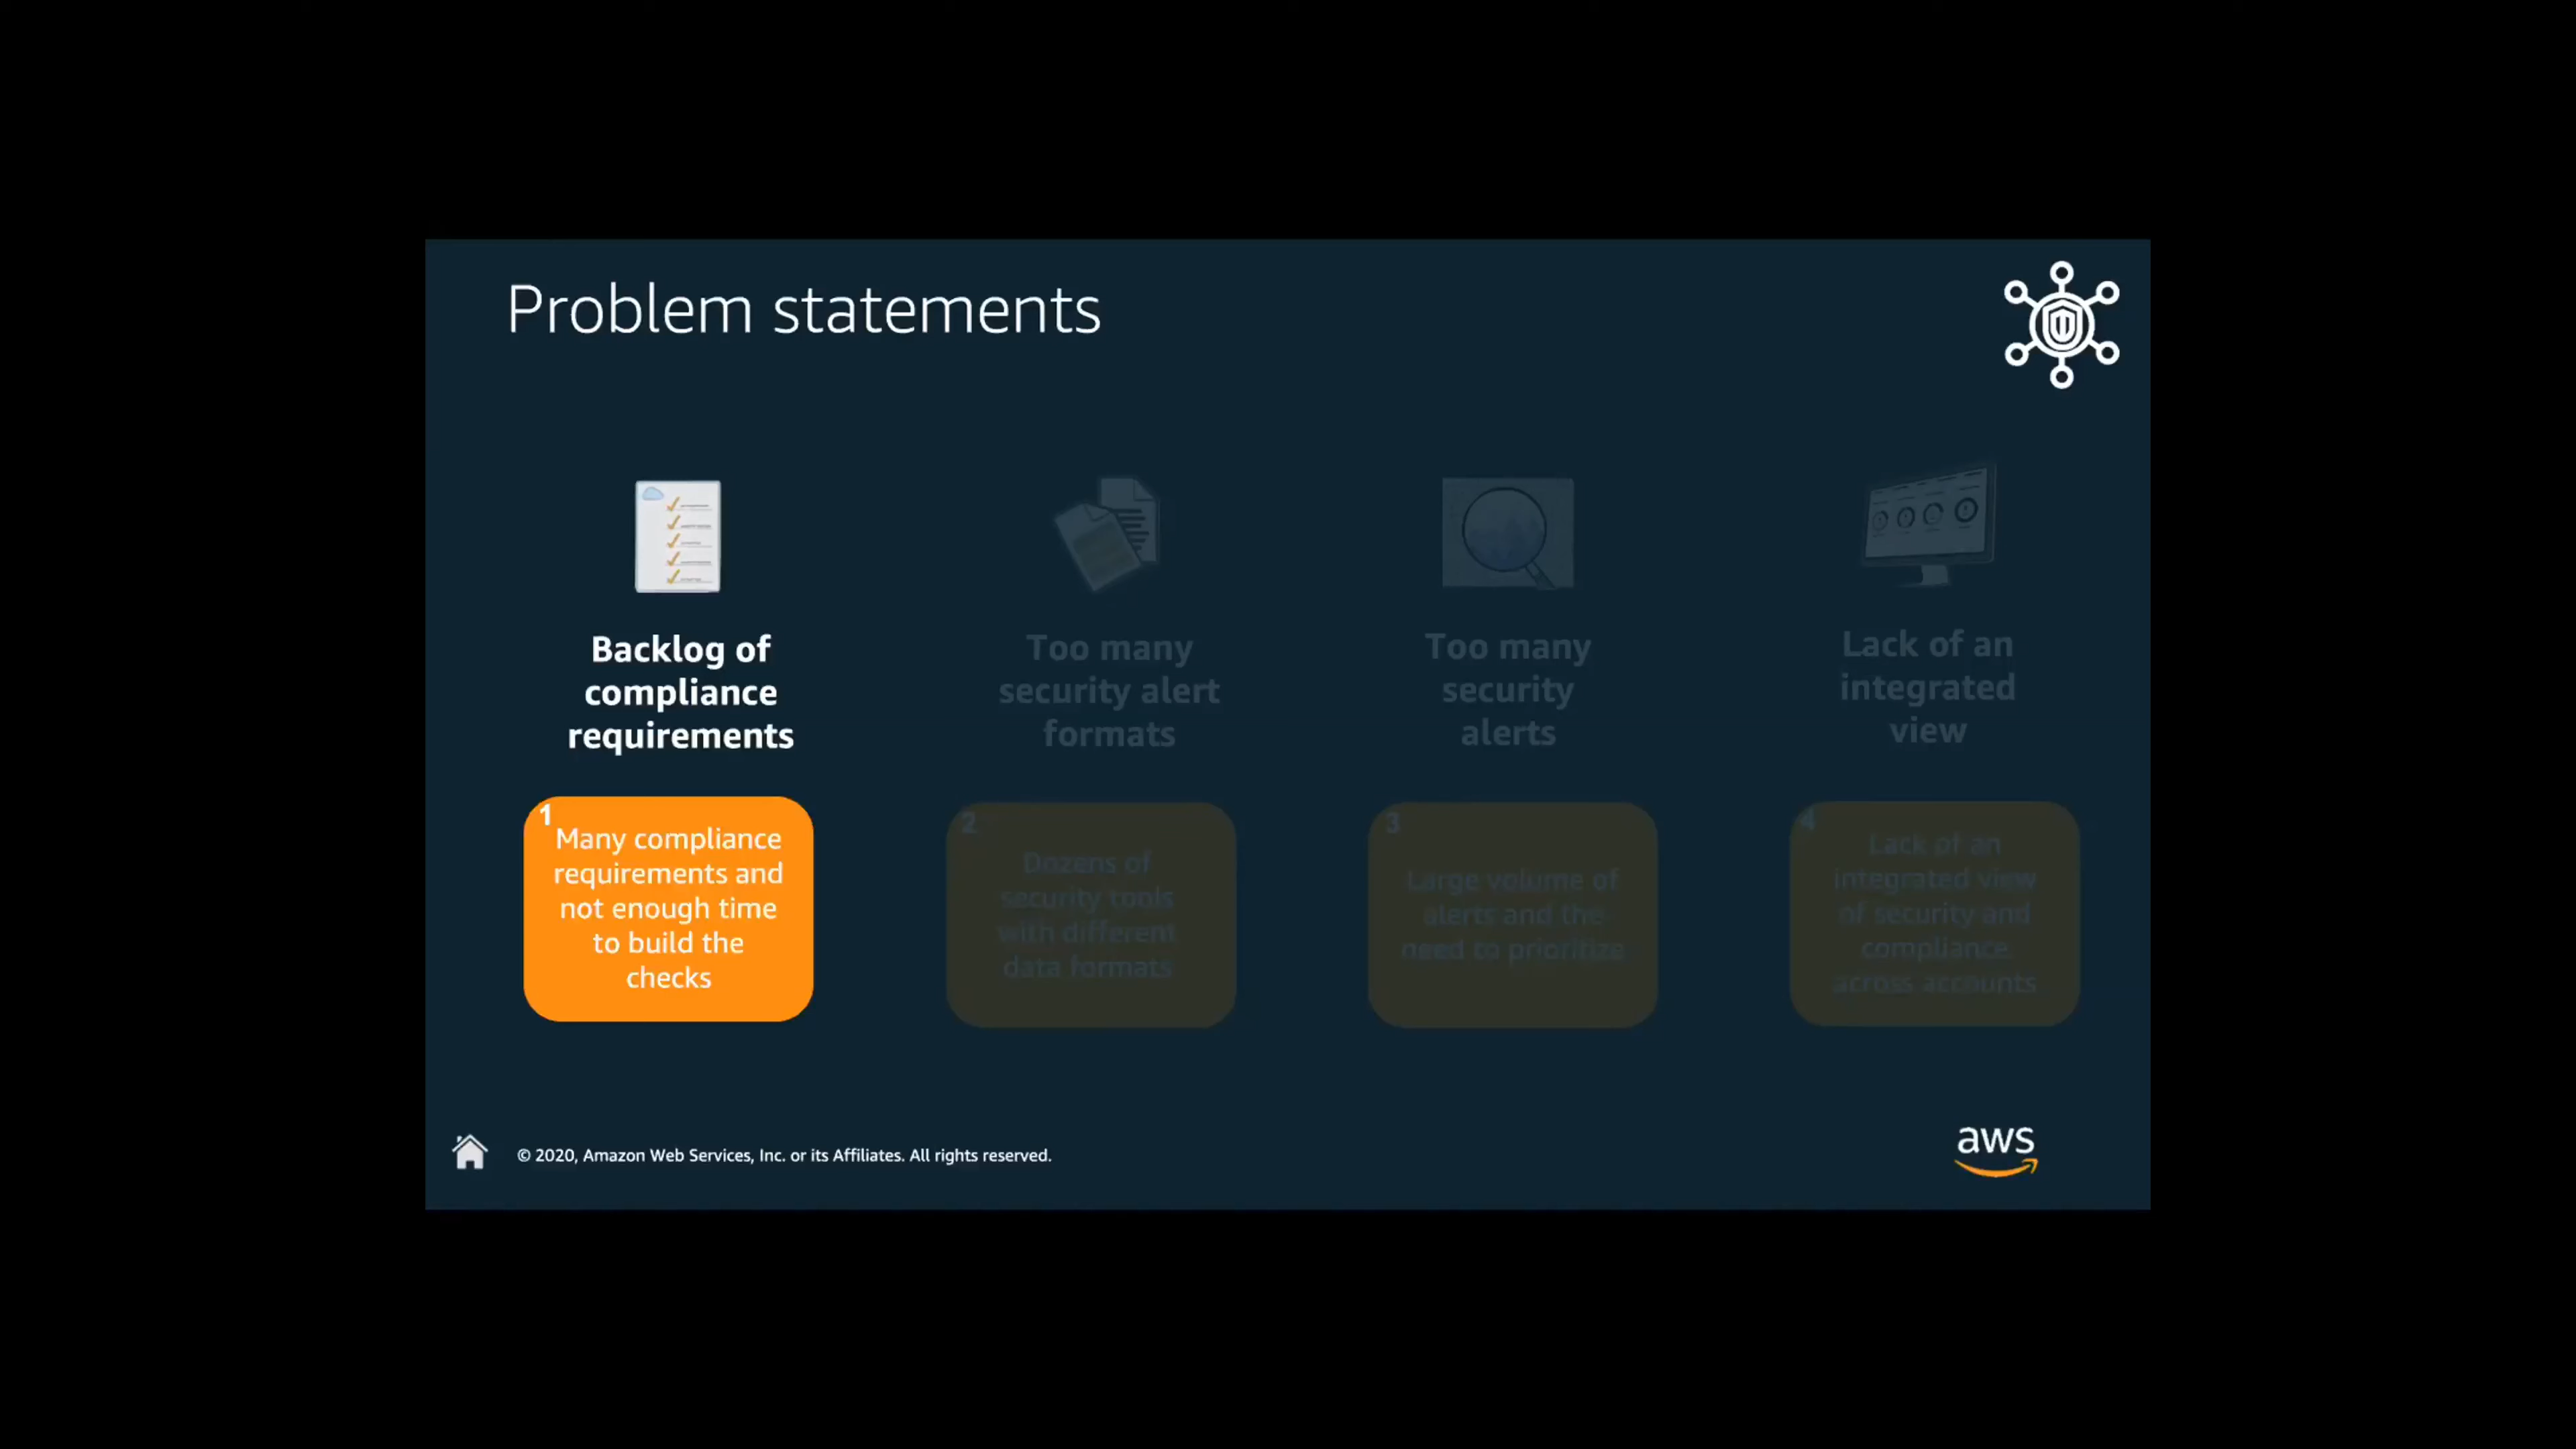 Problem statements
Backlog of
compliance
requirements
Too many
security alert
formats
Too many
security
alerts
Lack of an
integrated
view
1
Many compliance
requirements and
not enough time
to build the
checks
2
Dozens of
security tools
with different
data formats
3
Large volume of
alerts and the
need to prioritize
4
Lack of an
integrated view
of security and
compliance
across accounts
© 2020, Amazon Web Services, Inc. or its Affiliates. All rights reserved.
aws